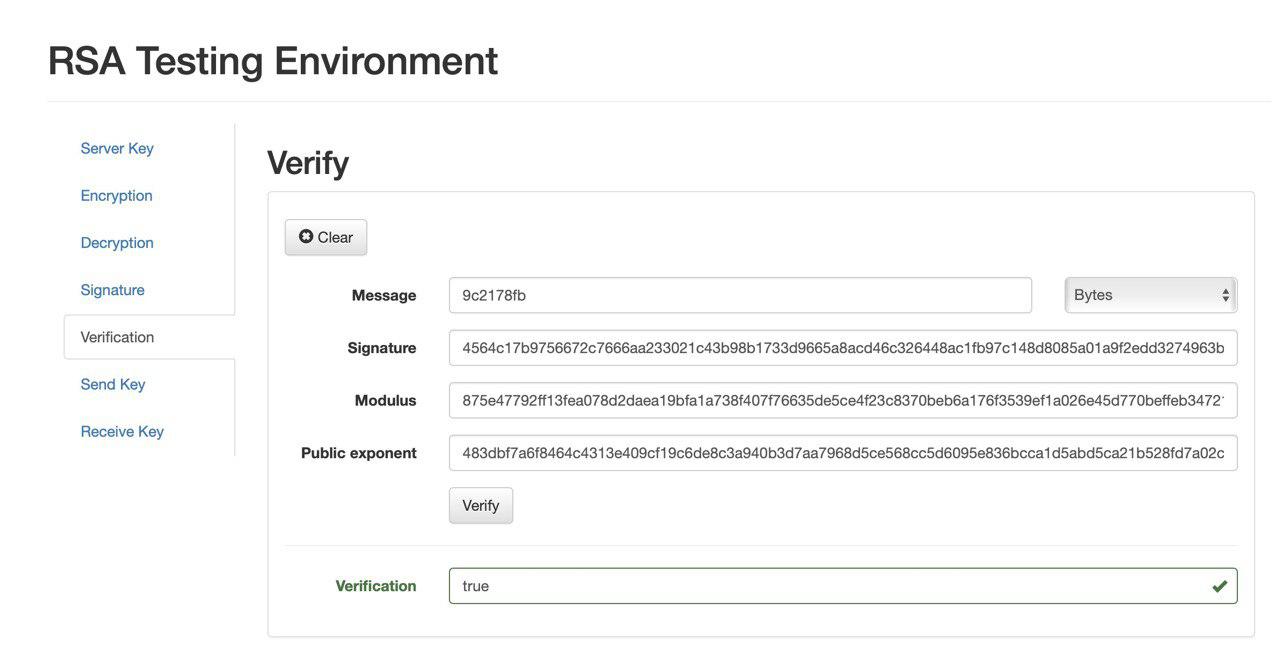 RSA Testing Environment
Server Key
Encryption
Decryption
Signature
Verification
Send Key
Receive Key
Verify
Clear
Message 9c2178fb Bytes
Signature 4564c17b9756672c7666aa233021c43b98b1733d9665a8acd46c326448ac1fb97c148d8085a01a9f2edd3274963b
Modulus 875e47792ff13fea078d2daea19bfa1a738f407f76635de5ce4f23c8370beb6a176f3539ef1a026e45d770beffeb3472
Public exponent 483dbf7a6f8464c4313e409cf19c6de8c3a940b3d7aa7968d5ce568cc5d6095e836bcca1d5abd5ca21b528fd7a02c
Verify
Verification true